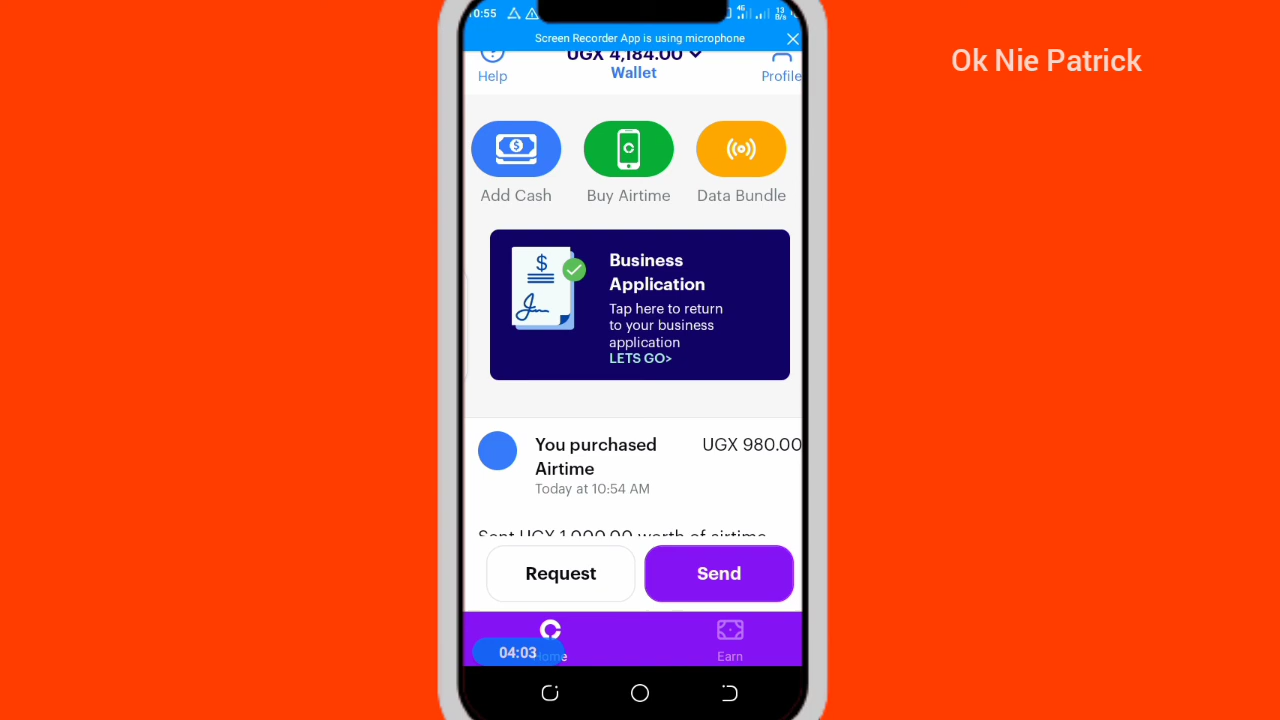 Ok Nie Patrick
10:55
4G
13
B/s
Screen Recorder App is using microphone
UGX 4,184.00
Wallet
Help
Profile
Add Cash
Buy Airtime
Data Bundle
$
Business
Application
Tap here to return
to your business
application
LETS GO>
You purchased
Airtime
UGX 980.00
Today at 10:54 AM
Sent UGX 1,000.00 worth of airtime
Request
Send
04:03
Home
Earn